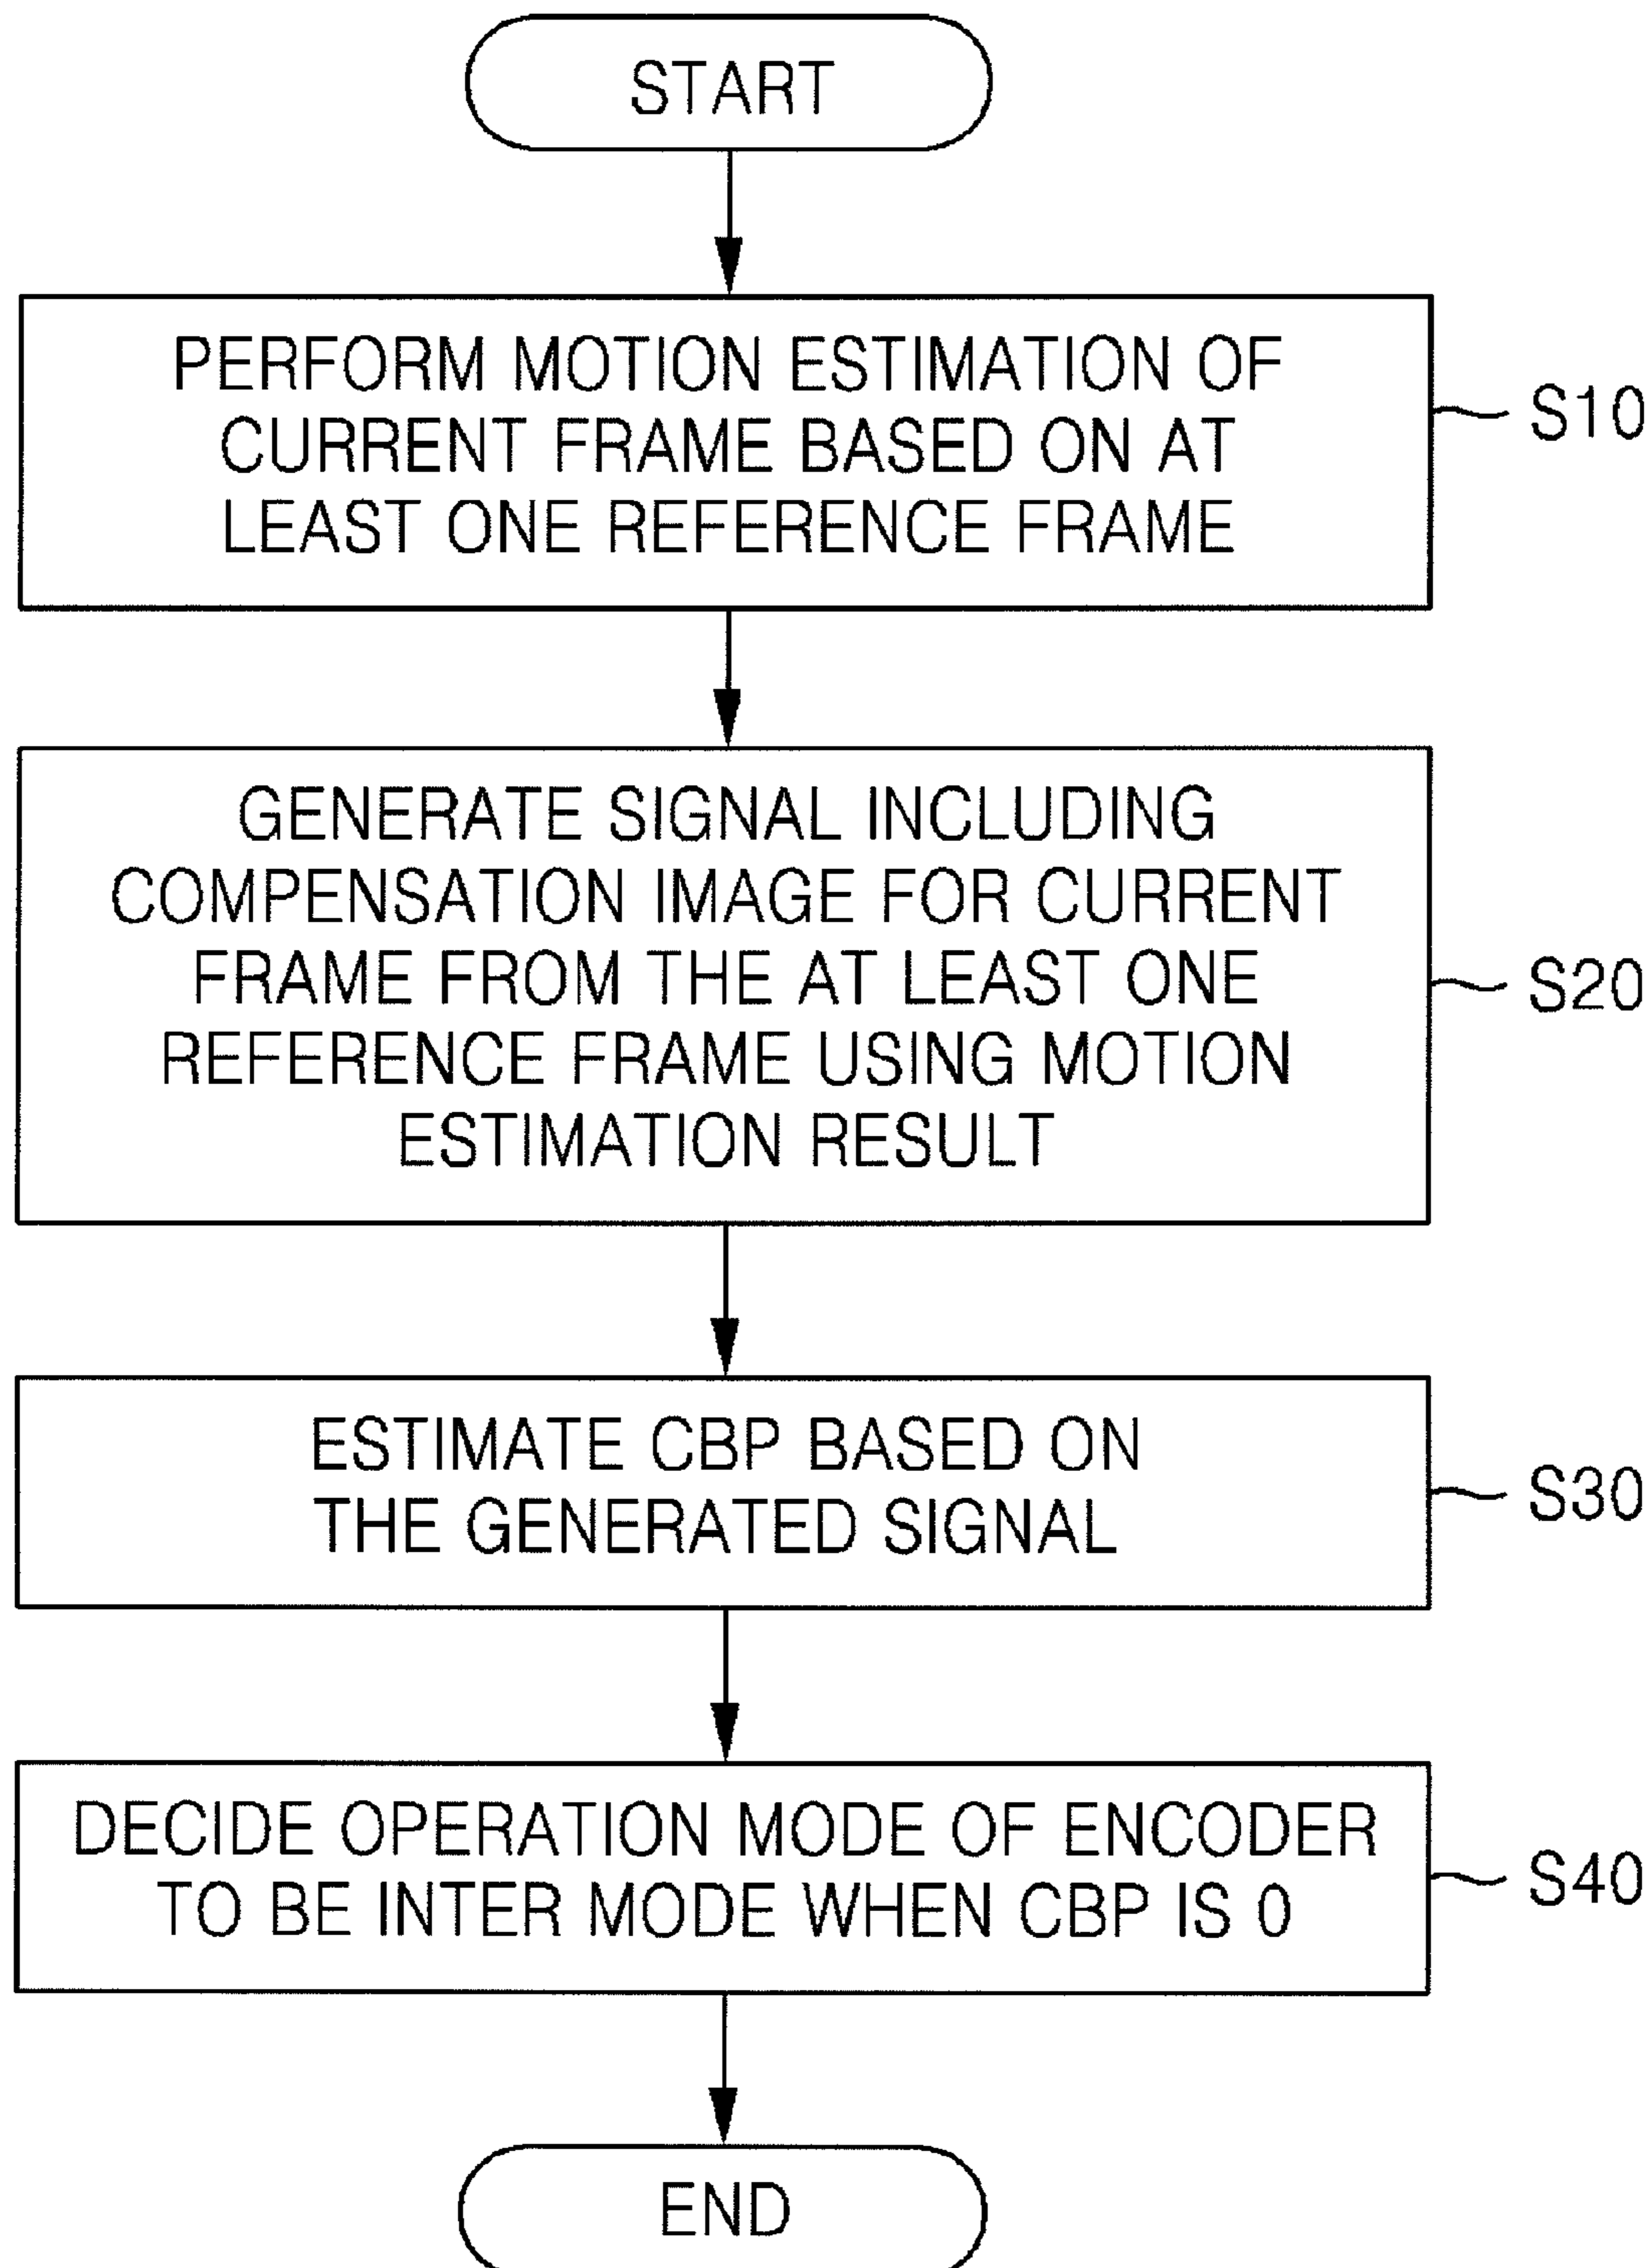 START
PERFORM MOTION ESTIMATION OF
CURRENT FRAME BASED ON AT
LEAST ONE REFERENCE FRAME
S10
GENERATE SIGNAL INCLUDING
COMPENSATION IMAGE FOR CURRENT
FRAME FROM THE AT LEAST ONE
REFERENCE FRAME USING MOTION
ESTIMATION RESULT
S20
ESTIMATE CBP BASED ON
THE GENERATED SIGNAL
S30
DECIDE OPERATION MODE OF ENCODER
TO BE INTER MODE WHEN CBP IS 0
S40
END